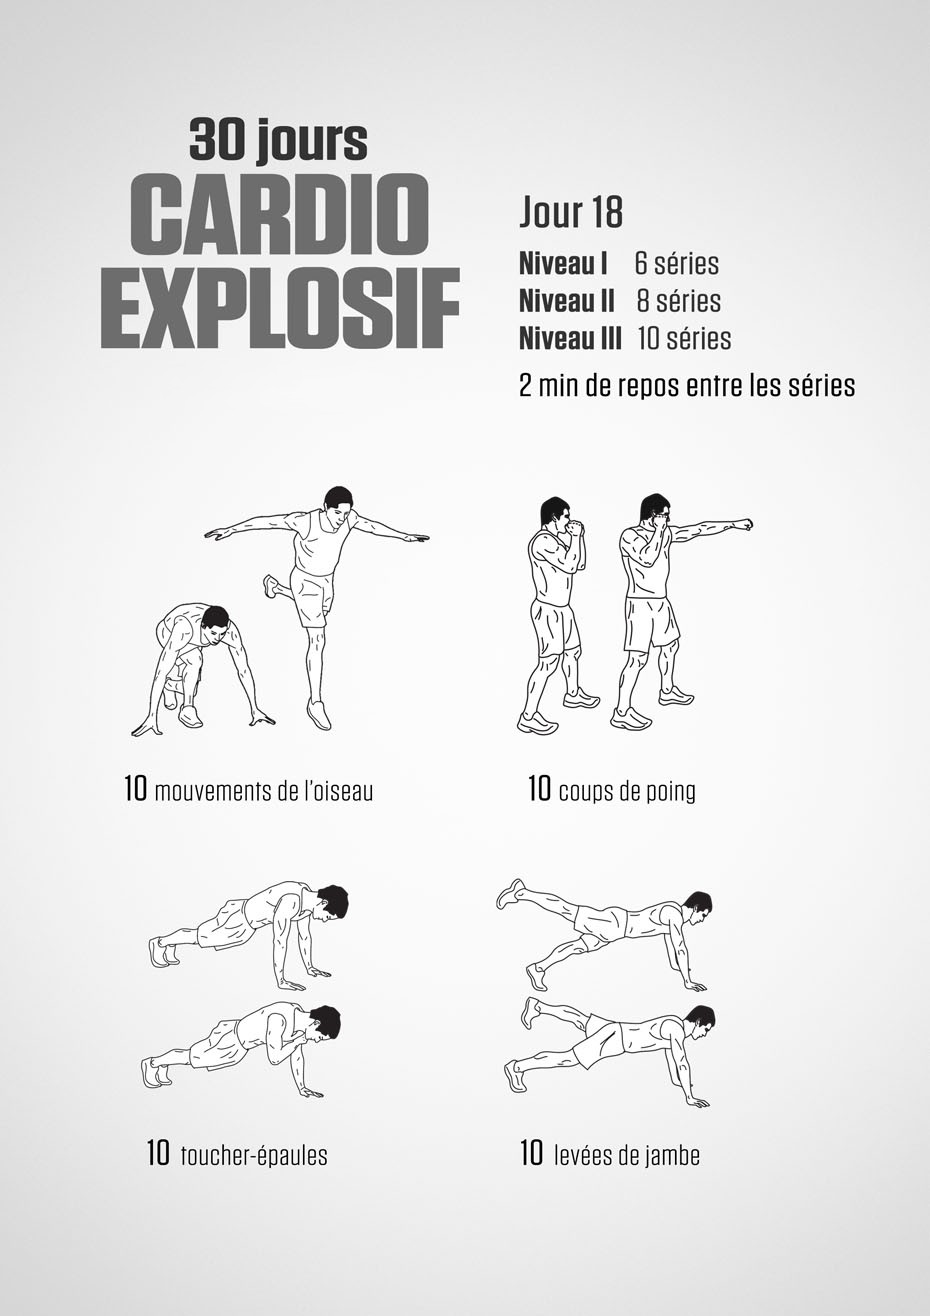 30 jours
CARDIO
EXPLOSIF
Jour 18
Niveau I 6 séries
Niveau II 8 séries
Niveau III 10 séries
2 min de repos entre les séries
10 mouvements de l'oiseau
10 coups de poing
10 toucher-épaules
10 levées de jambe